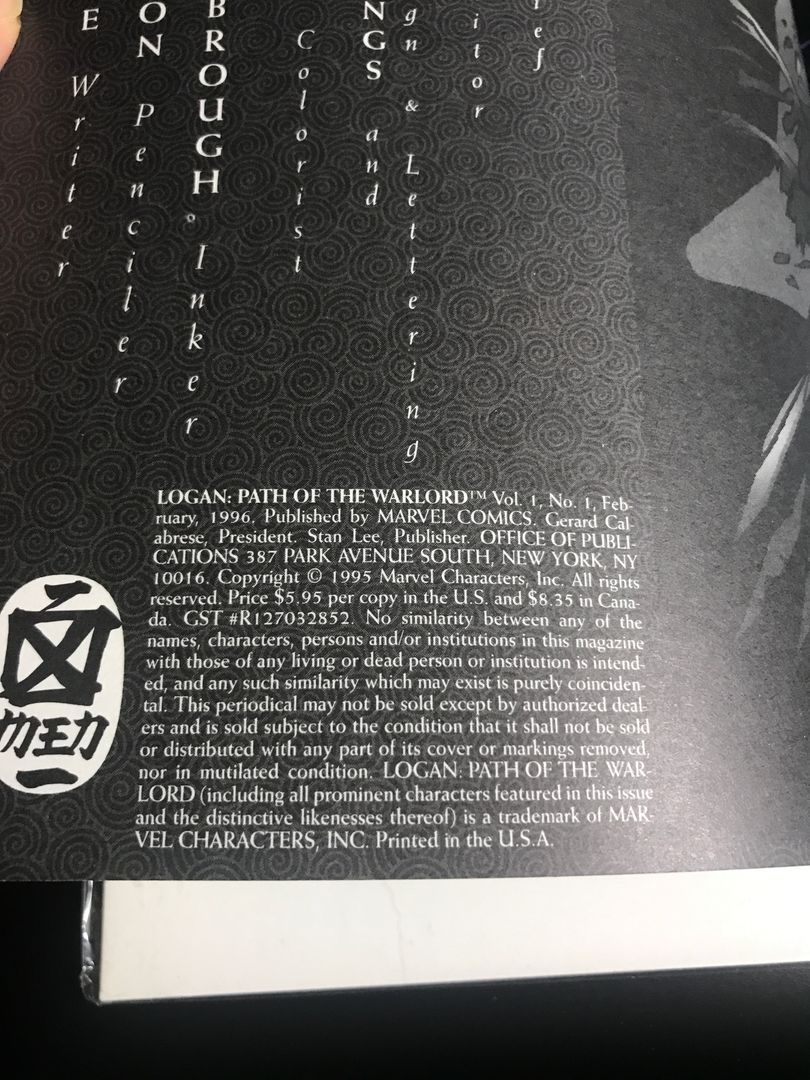 E Writer
ON Penciler
BROUGH • Inker
Colorist
NGS and
gn & Lettering
itor
ef
LOGAN: PATH OF THE WARLORD™ Vol. 1, No. 1, Feb-
ruary, 1996. Published by MARVEL COMICS. Gerard Cal-
abrese, President. Stan Lee, Publisher. OFFICE OF PUBLI-
CATIONS 387 PARK AVENUE SOUTH, NEW YORK, NY
10016. Copyright © 1995 Marvel Characters, Inc. All rights
reserved. Price $5.95 per copy in the U.S. and $8.35 in Cana-
da. GST #R127032852. No similarity between any of the
names, characters, persons and/or institutions in this magazine
with those of any living or dead person or institution is intend-
ed, and any such similarity which may exist is purely coinciden-
tal. This periodical may not be sold except by authorized deal-
ers and is sold subject to the condition that it shall not be sold
or distributed with any part of its cover or markings removed,
nor in mutilated condition. LOGAN: PATH OF THE WAR-
LORD (including all prominent characters featured in this issue
and the distinctive likenesses thereof) is a trademark of MAR-
VEL CHARACTERS, INC. Printed in the U.S.A.
X
MEN